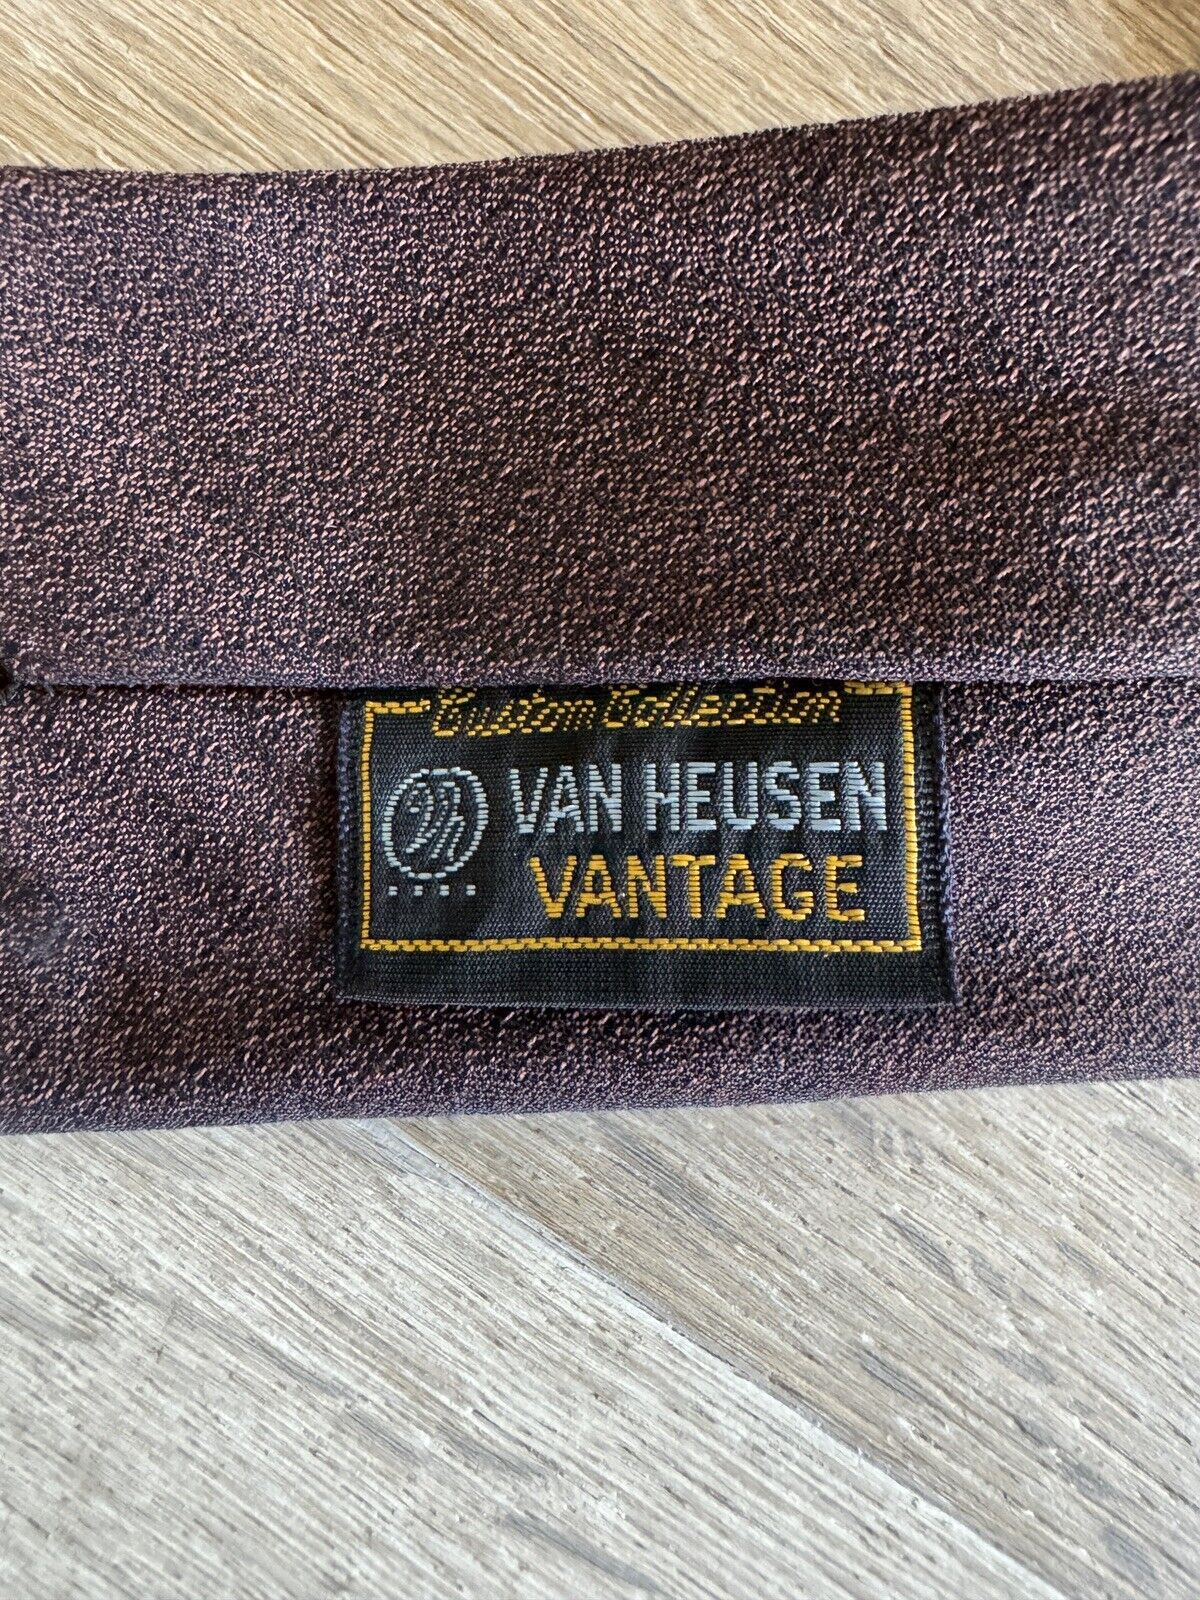 Custom Collection
VAN HEUSEN
VANTAGE